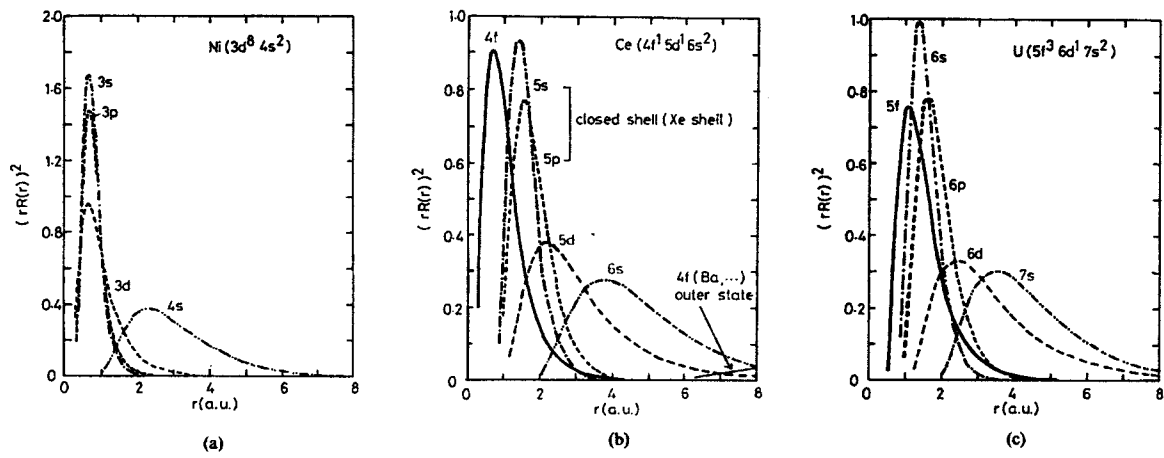 2.0
1.6
1.2
0.8
0.4
0
(rR(r))²
Ni(3d⁸ 4s²)
3s
3p
3d
4s
0 2 4 6 8
r(a.u.)
(a)
1.0
0.8
0.6
0.4
0.2
0
(rR(r))²
Ce(4f¹5d¹6s²)
4f
5s
closed shell (Xe shell)
5p
5d
6s
4f(Ba,···)
outer state
0 2 4 6 8
r(a.u.)
(b)
1.0
0.8
0.6
0.4
0.2
0
(rR(r))²
U(5f³ 6d¹ 7s²)
6s
5f
6p
6d
7s
0 2 4 6 8
r(a.u.)
(c)